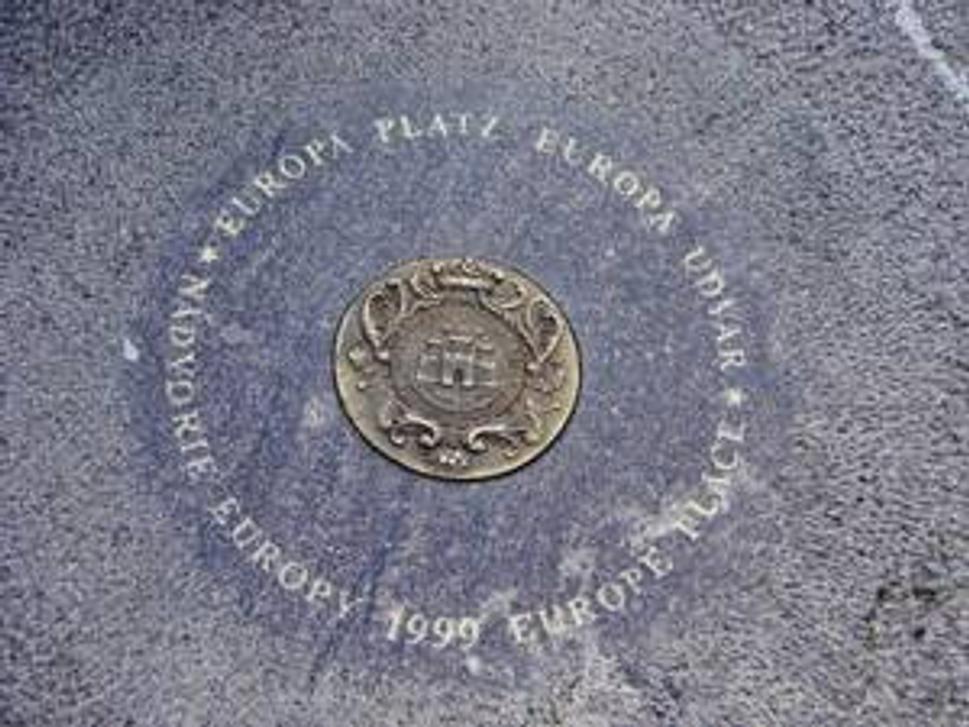 ★ EUROPA PLATZ EUROPA UDVAR ★
NADVORIE EUROPY 1999 EUROPE PLACE